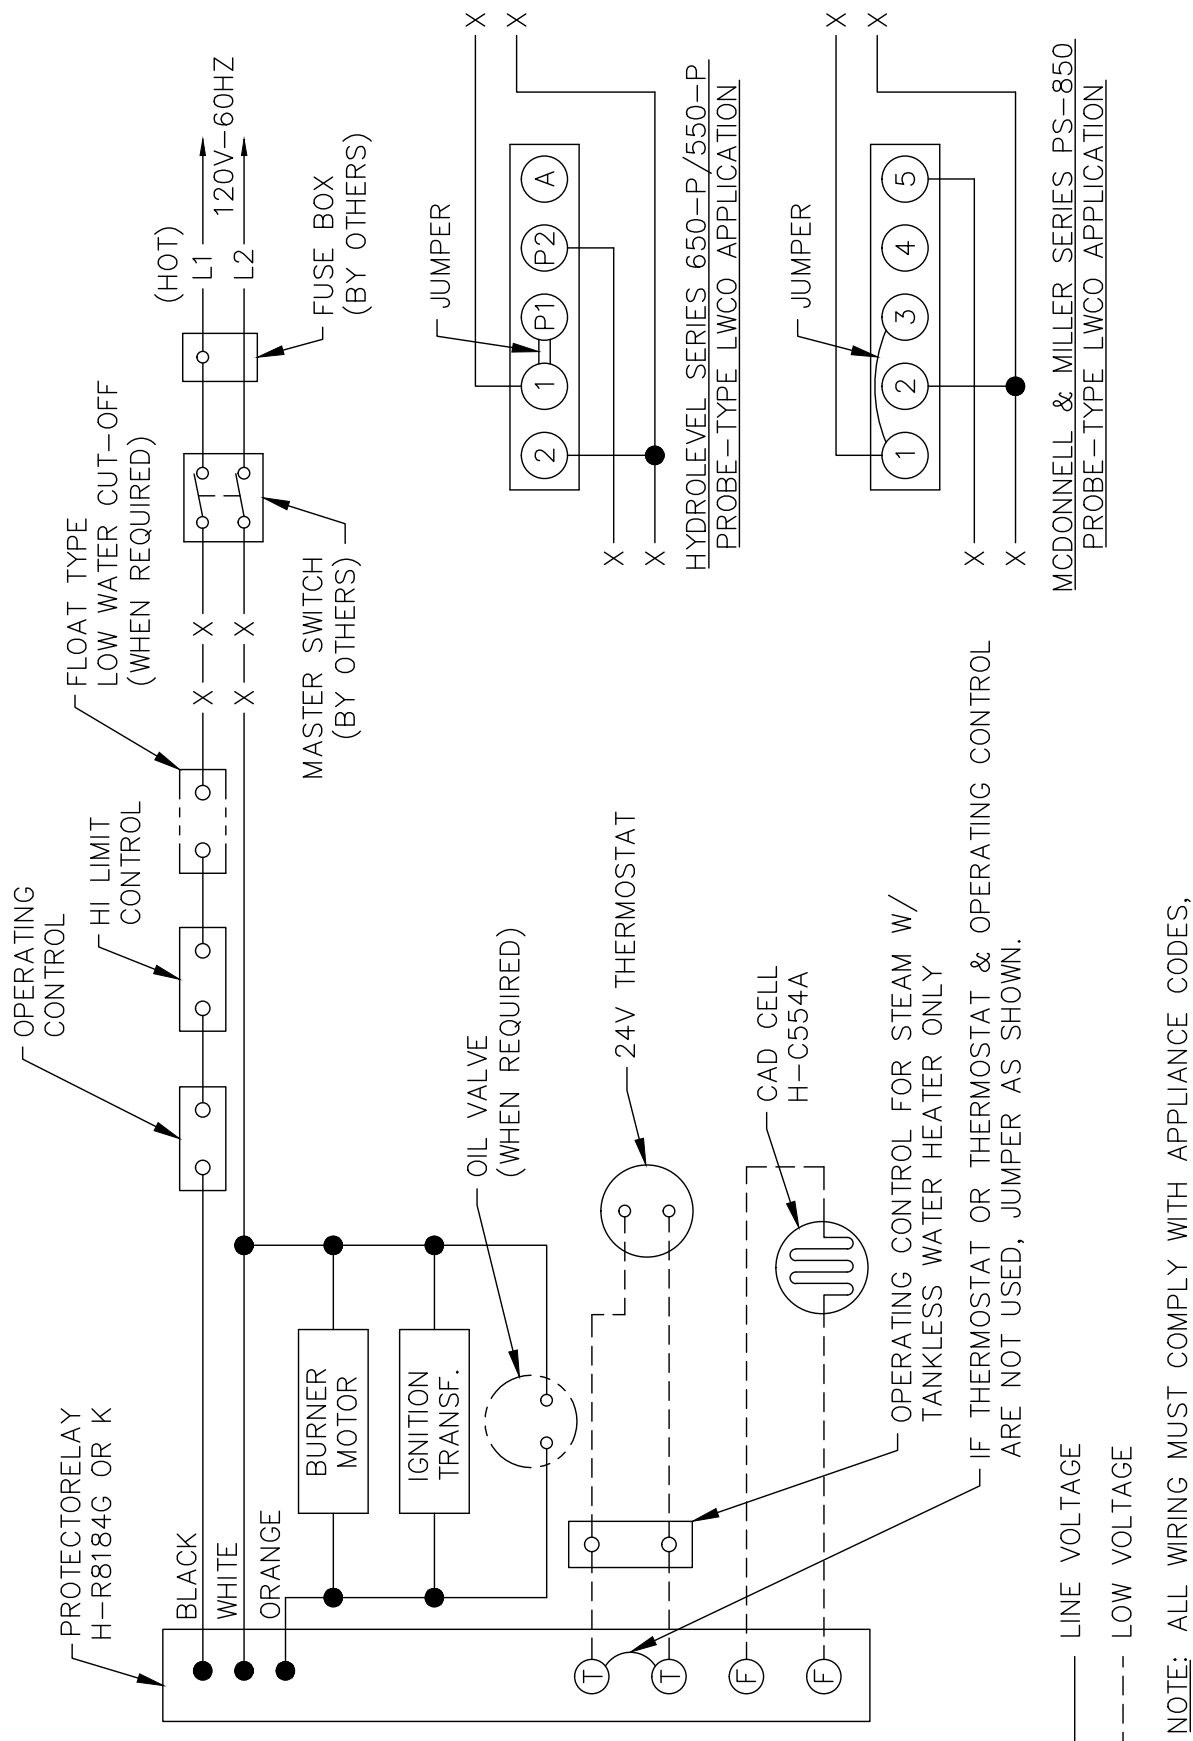 PROTECTORELAY
H-R8184G OR K
BLACK
WHITE
ORANGE
BURNER
MOTOR
IGNITION
TRANSF.
OIL VALVE
(WHEN REQUIRED)
OPERATING
CONTROL
HI LIMIT
CONTROL
FLOAT TYPE
LOW WATER CUT-OFF
(WHEN REQUIRED)
X
X
X
X
MASTER SWITCH
(BY OTHERS)
FUSE BOX
(BY OTHERS)
(HOT)
L1
L2
120V-60HZ
24V THERMOSTAT
CAD CELL
H-C554A
T
T
F
F
OPERATING CONTROL FOR STEAM W/
TANKLESS WATER HEATER ONLY
IF THERMOSTAT OR THERMOSTAT & OPERATING CONTROL
ARE NOT USED, JUMPER AS SHOWN.
JUMPER
2
1
P1
P2
A
X
X
X
X
HYDROLEVEL SERIES 650-P/550-P
PROBE-TYPE LWCO APPLICATION
JUMPER
1
2
3
4
5
X
X
X
X
MCDONNELL & MILLER SERIES PS-850
PROBE-TYPE LWCO APPLICATION
LINE VOLTAGE
LOW VOLTAGE
NOTE: ALL WIRING MUST COMPLY WITH APPLIANCE CODES,